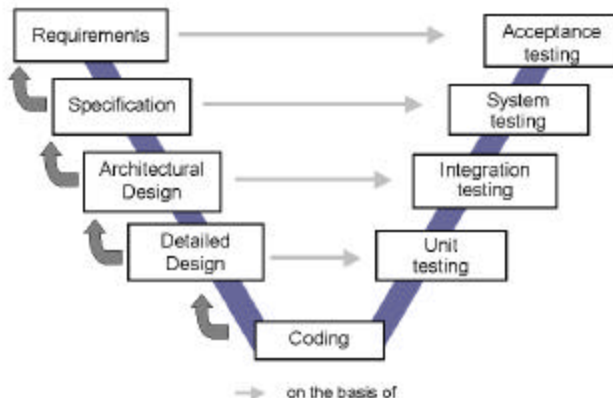 Requirements
Acceptance
testing
Specification
System
testing
Architectural
Design
Integration
testing
Detailed
Design
Unit
testing
Coding
on the basis of